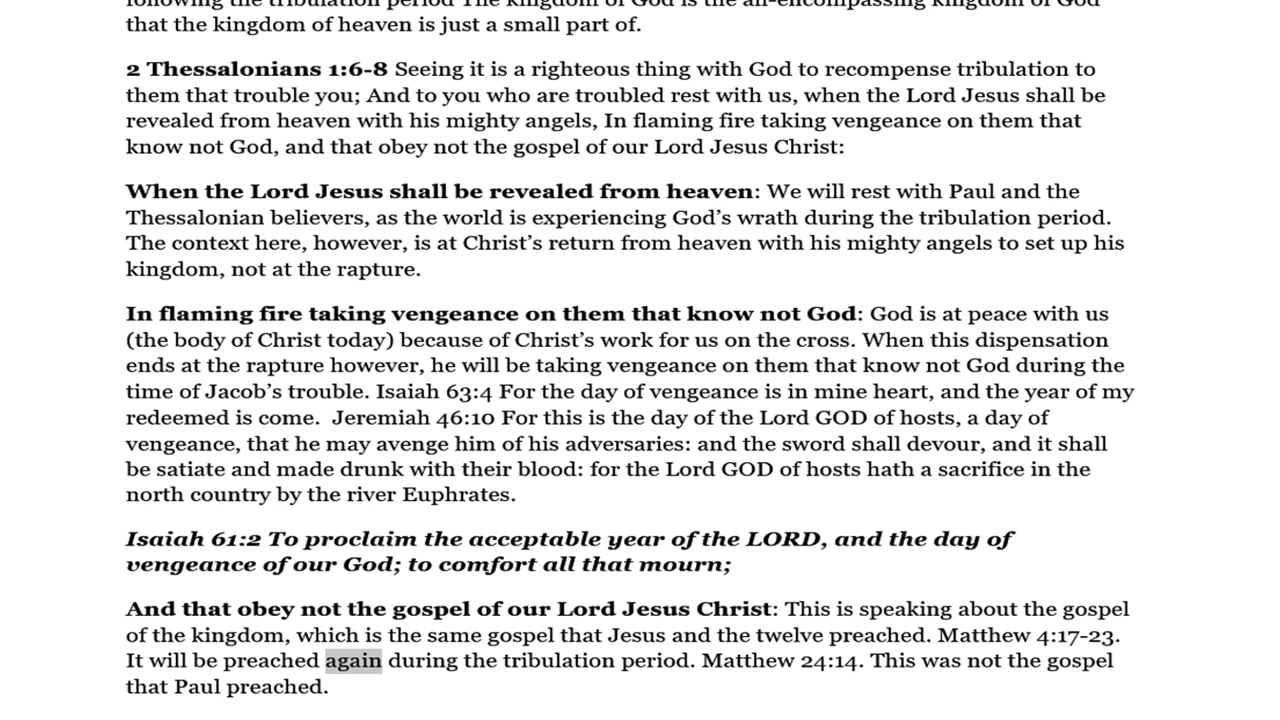 following the tribulation period The kingdom of God is the all-encompassing kingdom of God
that the kingdom of heaven is just a small part of.
2 Thessalonians 1:6-8 Seeing it is a righteous thing with God to recompense tribulation to
them that trouble you; And to you who are troubled rest with us, when the Lord Jesus shall be
revealed from heaven with his mighty angels, In flaming fire taking vengeance on them that
know not God, and that obey not the gospel of our Lord Jesus Christ:
When the Lord Jesus shall be revealed from heaven: We will rest with Paul and the
Thessalonian believers, as the world is experiencing God’s wrath during the tribulation period.
The context here, however, is at Christ’s return from heaven with his mighty angels to set up his
kingdom, not at the rapture.
In flaming fire taking vengeance on them that know not God: God is at peace with us
(the body of Christ today) because of Christ’s work for us on the cross. When this dispensation
ends at the rapture however, he will be taking vengeance on them that know not God during the
time of Jacob’s trouble. Isaiah 63:4 For the day of vengeance is in mine heart, and the year of my
redeemed is come.  Jeremiah 46:10 For this is the day of the Lord GOD of hosts, a day of
vengeance, that he may avenge him of his adversaries: and the sword shall devour, and it shall
be satiate and made drunk with their blood: for the Lord GOD of hosts hath a sacrifice in the
north country by the river Euphrates.
Isaiah 61:2 To proclaim the acceptable year of the LORD, and the day of
vengeance of our God; to comfort all that mourn;
And that obey not the gospel of our Lord Jesus Christ: This is speaking about the gospel
of the kingdom, which is the same gospel that Jesus and the twelve preached. Matthew 4:17-23.
It will be preached again during the tribulation period. Matthew 24:14. This was not the gospel
that Paul preached.